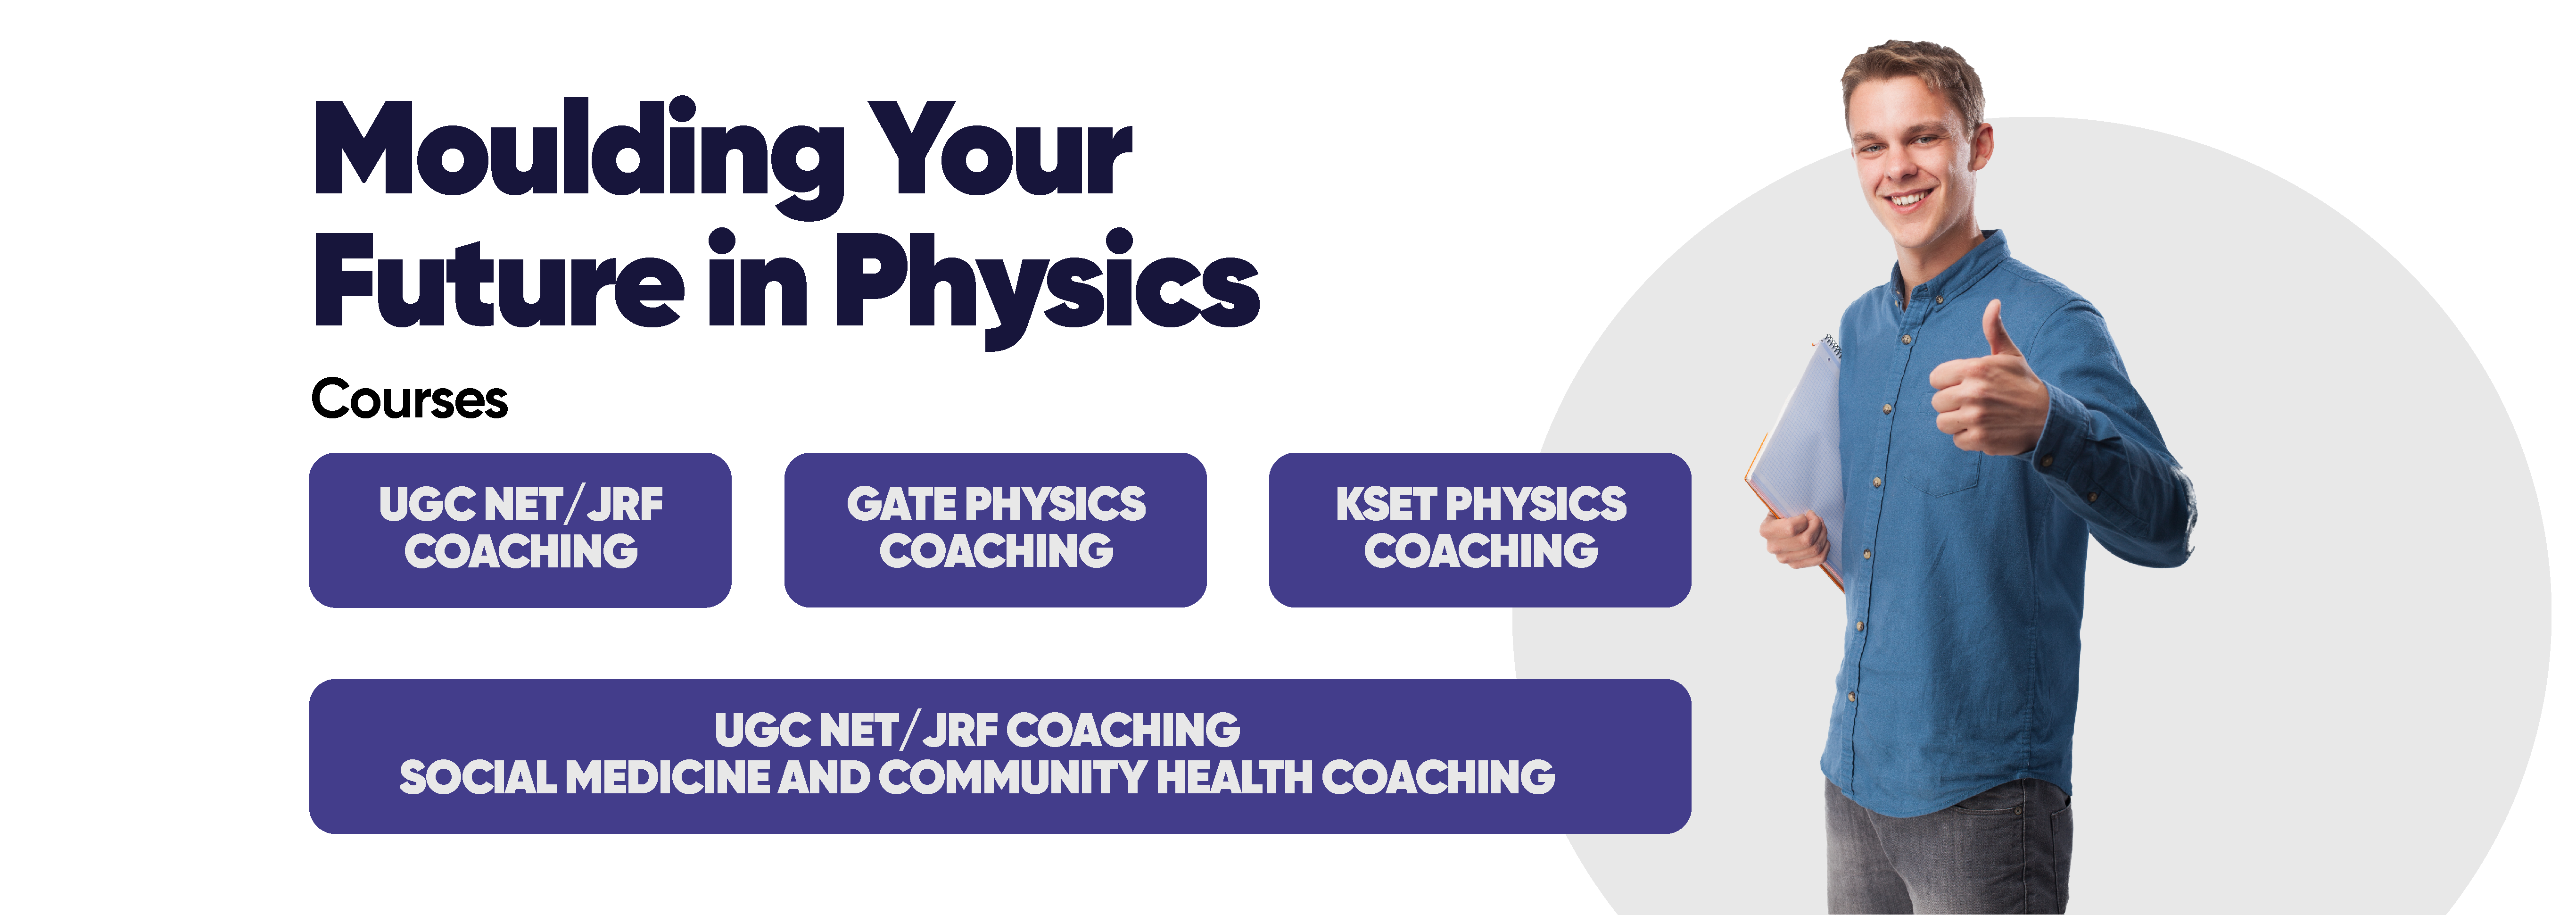 Moulding Your
Future in Physics
Courses
UGC NET/JRF
COACHING
GATE PHYSICS
COACHING
KSET PHYSICS
COACHING
UGC NET/JRF COACHING
SOCIAL MEDICINE AND COMMUNITY HEALTH COACHING